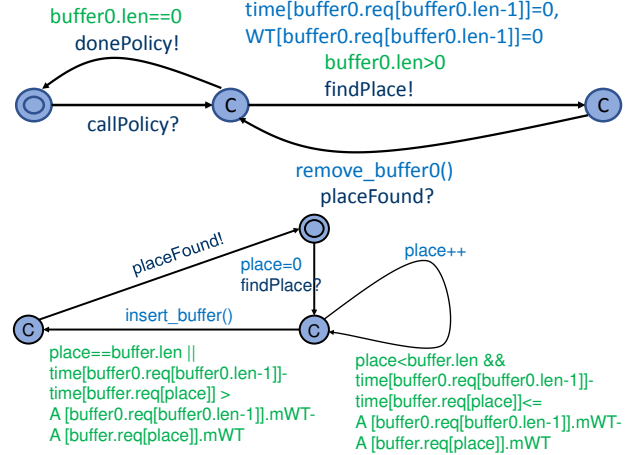 buffer0.len==0
donePolicy!
time[buffer0.req[buffer0.len-1]]=0,
WT[buffer0.req[buffer0.len-1]]=0
buffer0.len>0
findPlace!
C
C
callPolicy?
remove_buffer0()
placeFound?
placeFound!
place=0
findPlace?
place++
insert_buffer()
C
C
place==buffer.len ||
time[buffer0.req[buffer0.len-1]]-
time[buffer.req[place]] >
A [buffer0.req[buffer0.len-1]].mWT-
A [buffer.req[place]].mWT
place<buffer.len &&
time[buffer0.req[buffer0.len-1]]-
time[buffer.req[place]]<=
A [buffer0.req[buffer0.len-1]].mWT-
A [buffer.req[place]].mWT